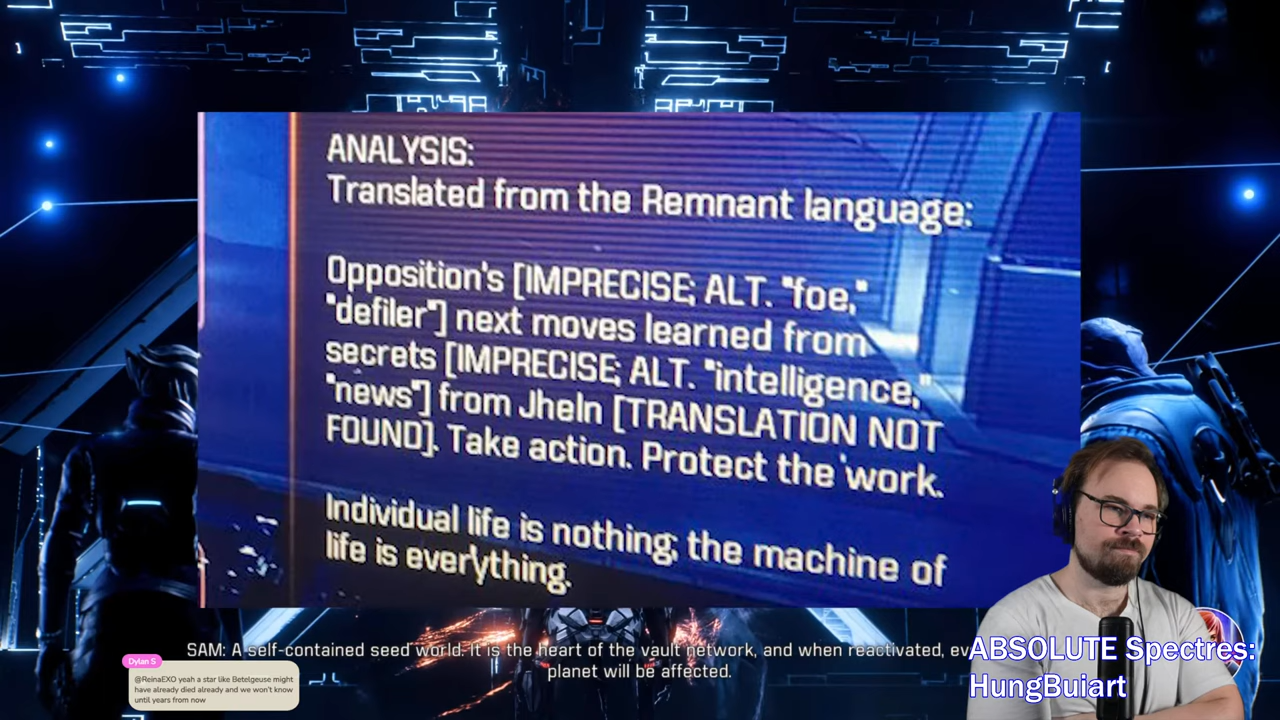 ANALYSIS:
Translated from the Remnant language:
Opposition's [IMPRECISE; ALT. "foe,"
"defiler"] next moves learned from
secrets [IMPRECISE; ALT. "intelligence,"
"news"] from Jheln [TRANSLATION NOT
FOUND]. Take action. Protect the work.
Individual life is nothing; the machine of
life is everything.
SAM: A self-contained seed world. It is the heart of the vault network, and when reactivated,
planet will be affected.
Dylan S
@ReinaEXO yeah a star like Betelgeuse might
have already died already and we won't know
until years from now
ABSOLUTE Spectres:
HungBuiart